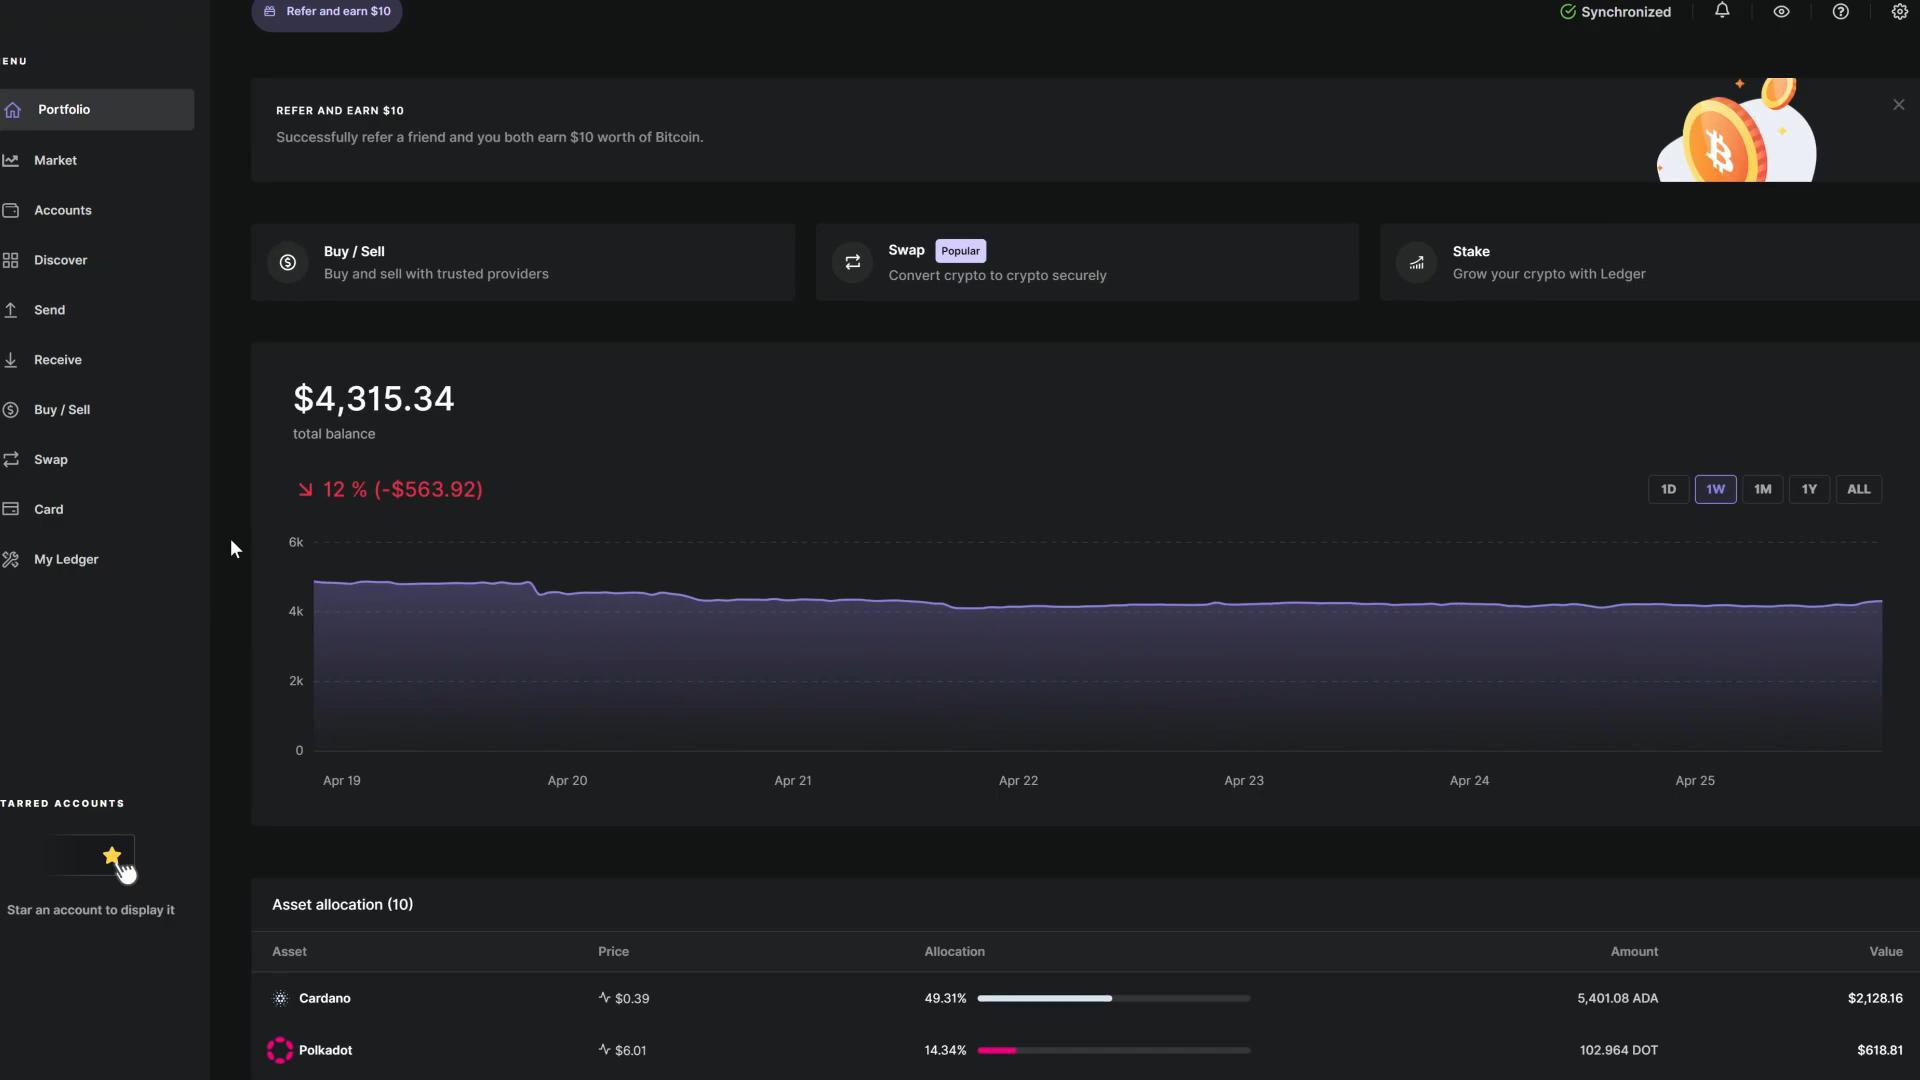 Refer and earn $10
Synchronized
ENU
Portfolio
Market
Accounts
Discover
Send
Receive
Buy / Sell
Swap
Card
My Ledger
TARRED ACCOUNTS
Star an account to display it
REFER AND EARN $10
Successfully refer a friend and you both earn $10 worth of Bitcoin.
Buy / Sell
Buy and sell with trusted providers
Swap Popular
Convert crypto to crypto securely
Stake
Grow your crypto with Ledger
$4,315.34
total balance
12 % (-$563.92)
1D 1W 1M 1Y ALL
6k
4k
2k
0
Apr 19 Apr 20 Apr 21 Apr 22 Apr 23 Apr 24 Apr 25
Asset allocation (10)
Asset Price Allocation Amount Value
Cardano $0.39 49.31% 5,401.08 ADA $2,128.16
Polkadot $6.01 14.34% 102.964 DOT $618.81